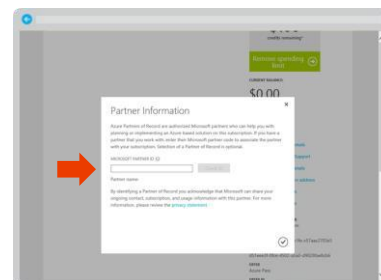 credits remaining*
Remove spending
limit
CURRENT BALANCE
$0.00
Partner Information
Azure Partners of Record are authorized Microsoft partners who can help you with
planning or implementing an Azure-based solution on this subscription. If you have a
partner that you work with, enter their Microsoft partner code to associate the partner
with your subscription. Selection of a Partner of Record is optional.
MICROSOFT PARTNER ID
Check ID
Partner name
By identifying a Partner of Record you acknowledge that Microsoft can share your
ongoing contact, subscription, and usage information with this partner. For more
information, please review the privacy statement
OFFER
Azure Pass
OFFER ID